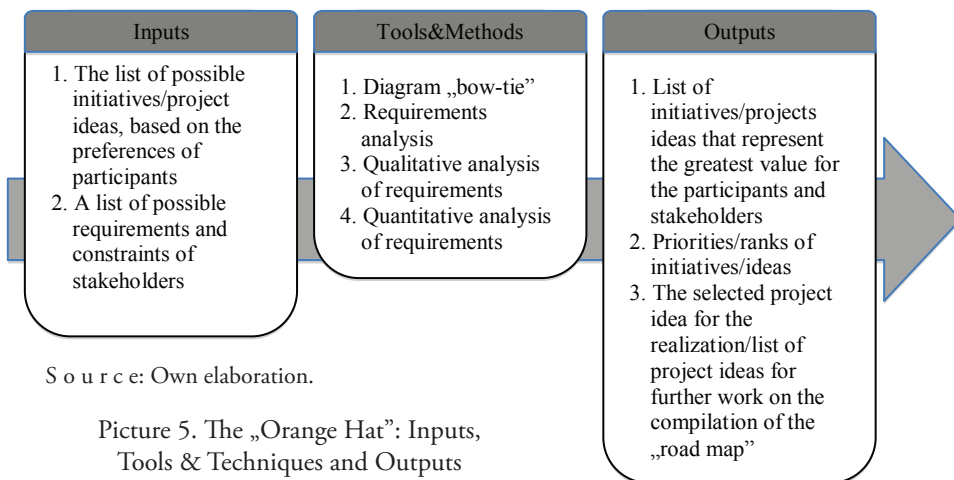 Inputs
1. The list of possible
initiatives/project
ideas, based on the
preferences of
participants
2. A list of possible
requirements and
constraints of
stakeholders
Tools&Methods
1. Diagram „bow-tie”
2. Requirements
analysis
3. Qualitative analysis
of requirements
4. Quantitative analysis
of requirements
Outputs
1. List of
initiatives/projects
ideas that represent
the greatest value for
the participants and
stakeholders
2. Priorities/ranks of
initiatives/ideas
3. The selected project
idea for the
realization/list of
project ideas for
further work on the
compilation of the
„road map”
S o u r c e: Own elaboration.
Picture 5. The „Orange Hat”: Inputs,
Tools & Techniques and Outputs